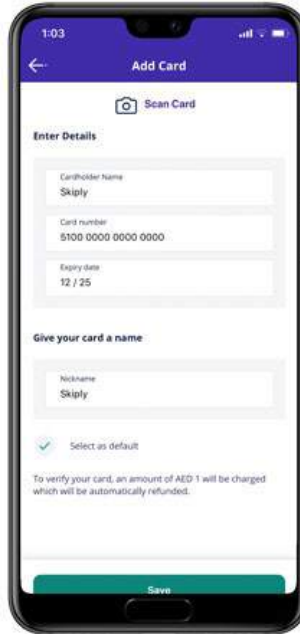 1:03
Add Card
Scan Card
Enter Details
Cardholder Name
Skiply
Card number
5100 0000 0000 0000
Expiry date
12 / 25
Give your card a name
Nickname
Skiply
Select as default
To verify your card, an amount of AED 1 will be charged
which will be automatically refunded.
Save